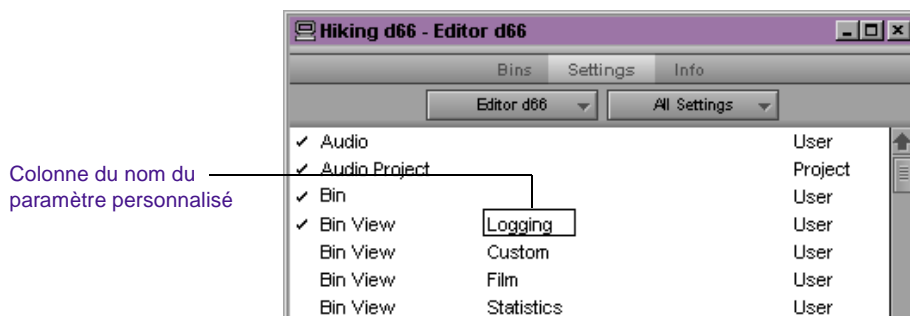 Hiking d66 - Editor d66
Bins Settings Info
Editor d66 All Settings
✓ Audio User
✓ Audio Project Project
Colonne du nom du
paramètre personnalisé
✓ Bin User
✓ Bin View Logging User
Bin View Custom User
Bin View Film User
Bin View Statistics User